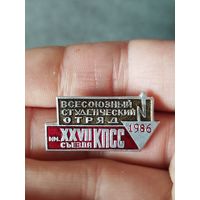 ВСЕСОЮЗНЫЙ
СТУДЕНЧЕСКИЙ
ОТРЯД
1986
ИМ. XXVII СЪЕЗДА КПСС